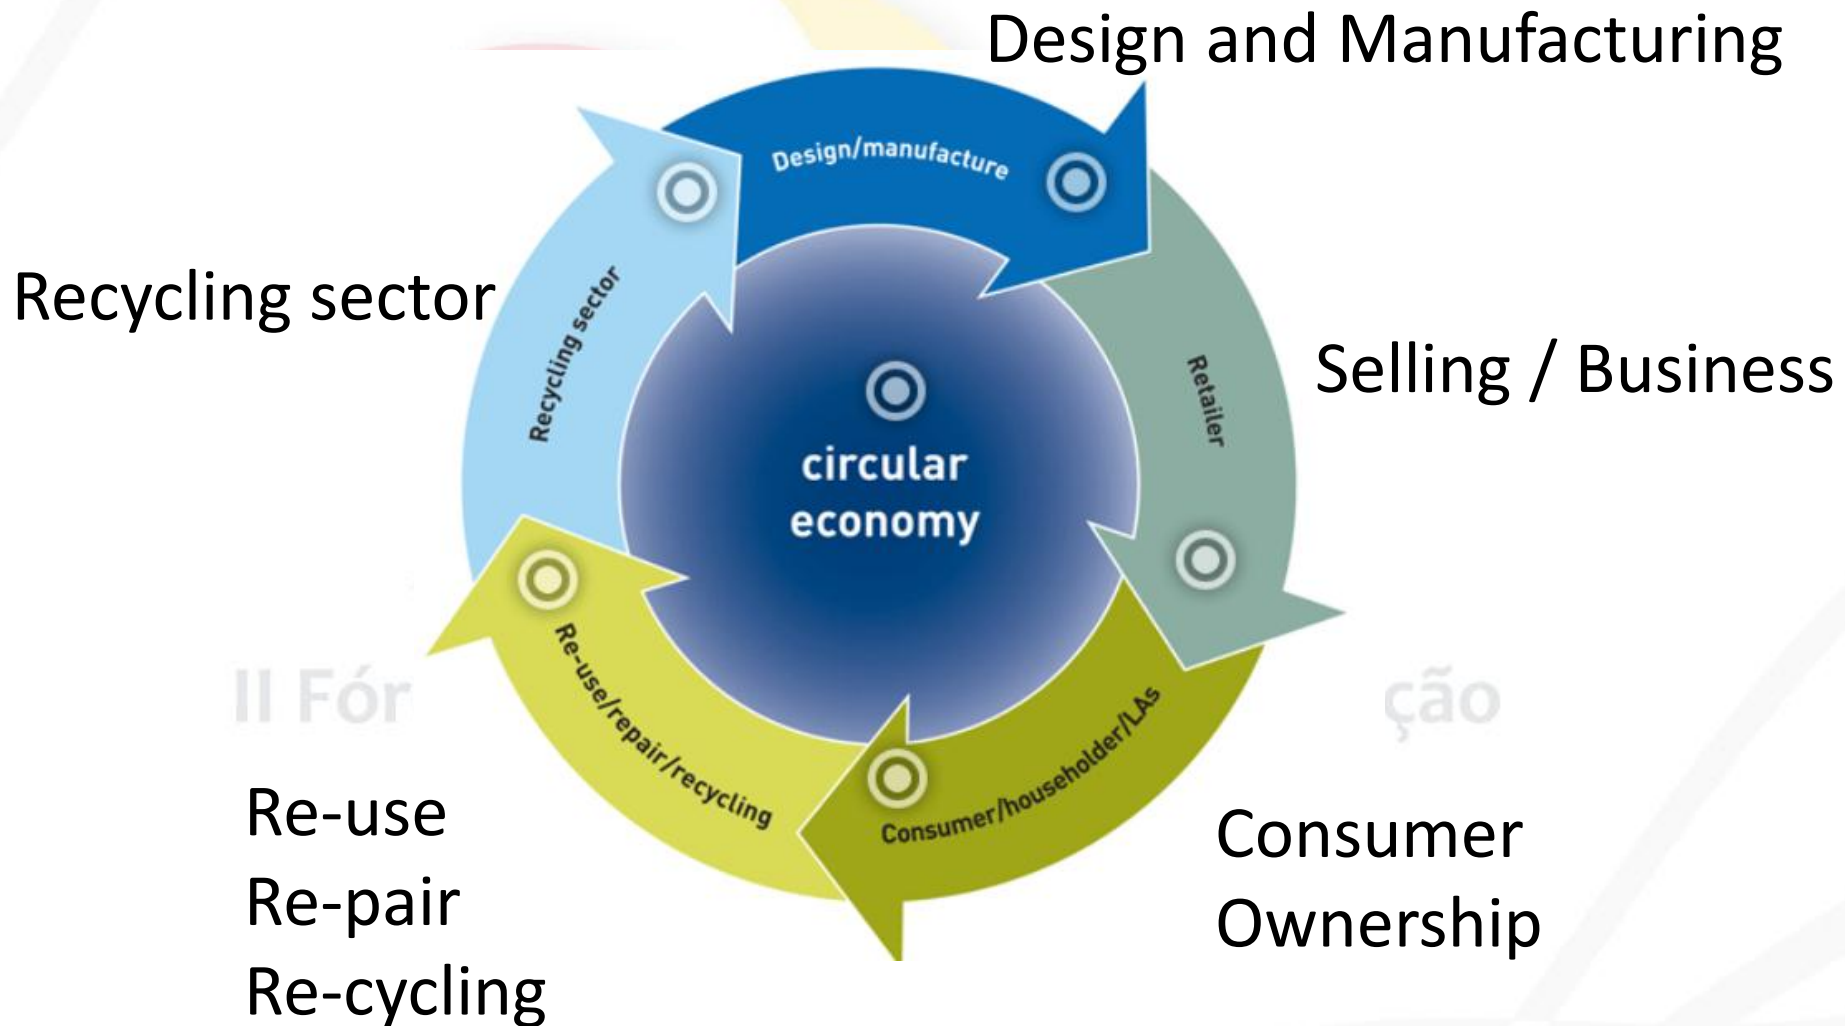 Design and Manufacturing
Design/manufacture
Recycling sector
Recycling sector
Retailer
Selling / Business
circular
economy
II Fór
ção
Re-use/repair/recycling
Consumer/householder/LAs
Re-use
Re-pair
Re-cycling
Consumer
Ownership